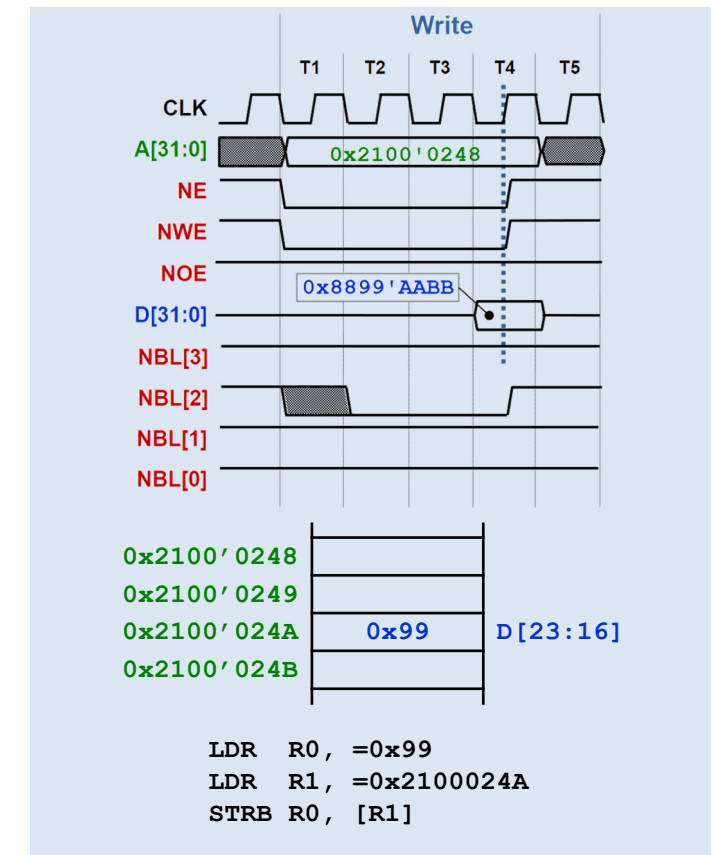 Write
T1 T2 T3 T4 T5
CLK
A[31:0] 0x2100'0248
NE
NWE
NOE
0x8899'AABB
D[31:0]
NBL[3]
NBL[2]
NBL[1]
NBL[0]
0x2100’0248
0x2100’0249
0x2100’024A 0x99 D[23:16]
0x2100’024B
LDR R0, =0x99
LDR R1, =0x2100024A
STRB R0, [R1]